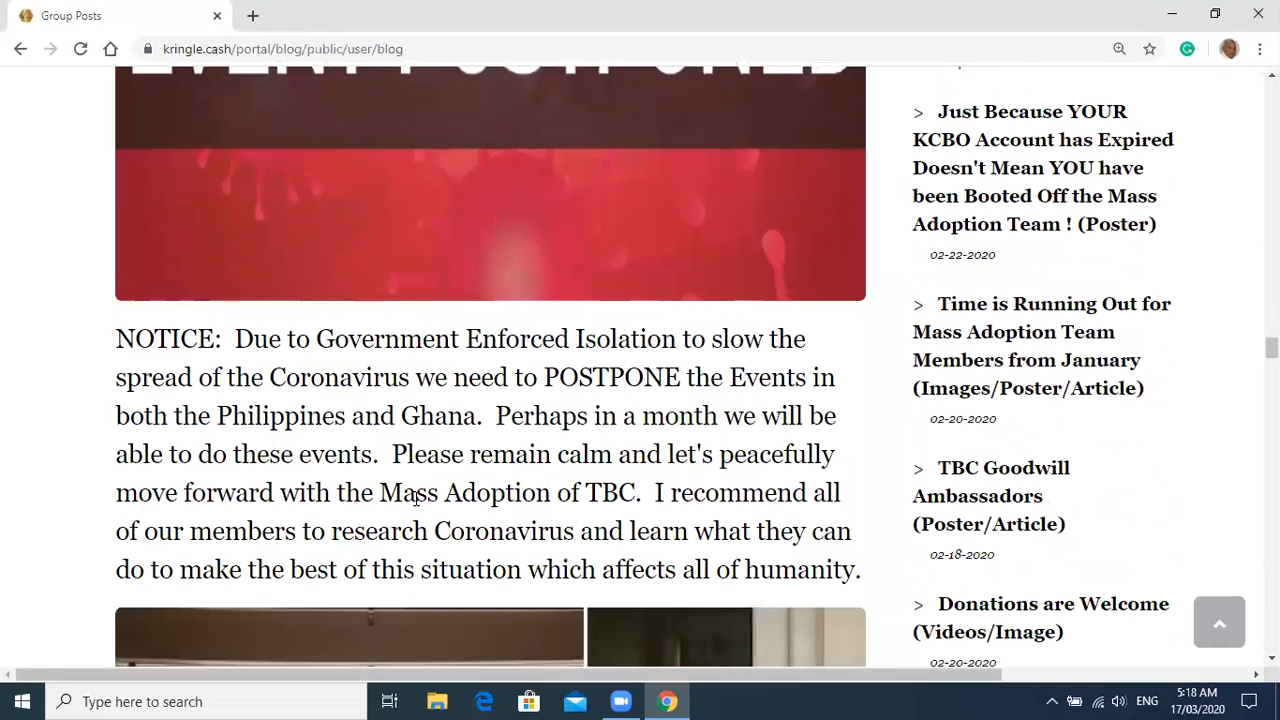 Group Posts
kringle.cash/portal/blog/public/user/blog
EVENT POSTPONED
NOTICE:  Due to Government Enforced Isolation to slow the
spread of the Coronavirus we need to POSTPONE the Events in
both the Philippines and Ghana.  Perhaps in a month we will be
able to do these events.  Please remain calm and let's peacefully
move forward with the Mass Adoption of TBC.  I recommend all
of our members to research Coronavirus and learn what they can
do to make the best of this situation which affects all of humanity.
> Just Because YOUR
KCBO Account has Expired
Doesn't Mean YOU have
been Booted Off the Mass
Adoption Team ! (Poster)
02-22-2020
> Time is Running Out for
Mass Adoption Team
Members from January
(Images/Poster/Article)
02-20-2020
> TBC Goodwill
Ambassadors
(Poster/Article)
02-18-2020
> Donations are Welcome
(Videos/Image)
02-20-2020
Type here to search
ENG
5:18 AM
17/03/2020